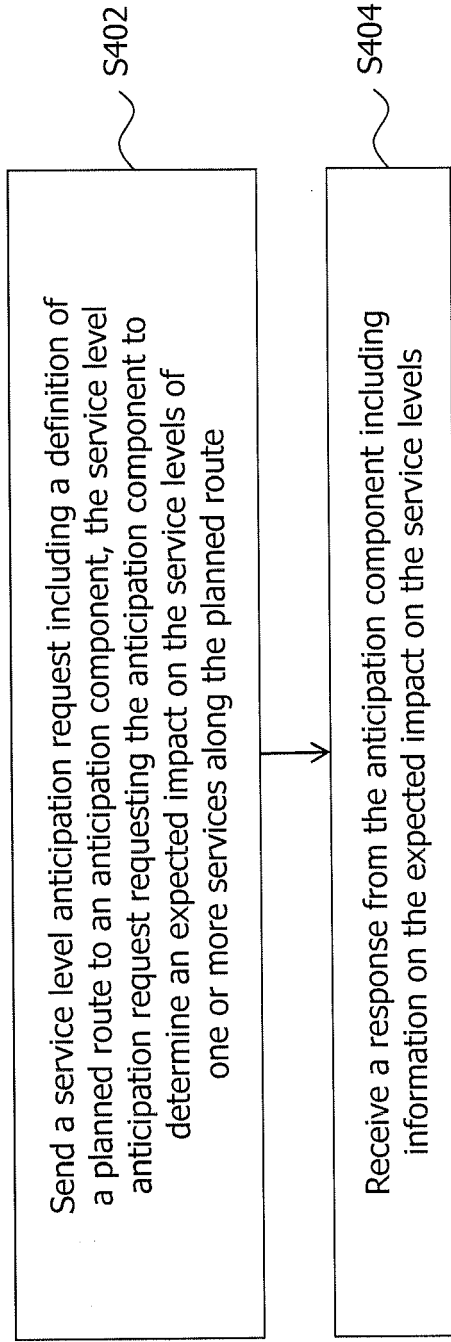 Send a service level anticipation request including a definition of
a planned route to an anticipation component, the service level
anticipation request requesting the anticipation component to
determine an expected impact on the service levels of
one or more services along the planned route
S402
Receive a response from the anticipation component including
information on the expected impact on the service levels
S404